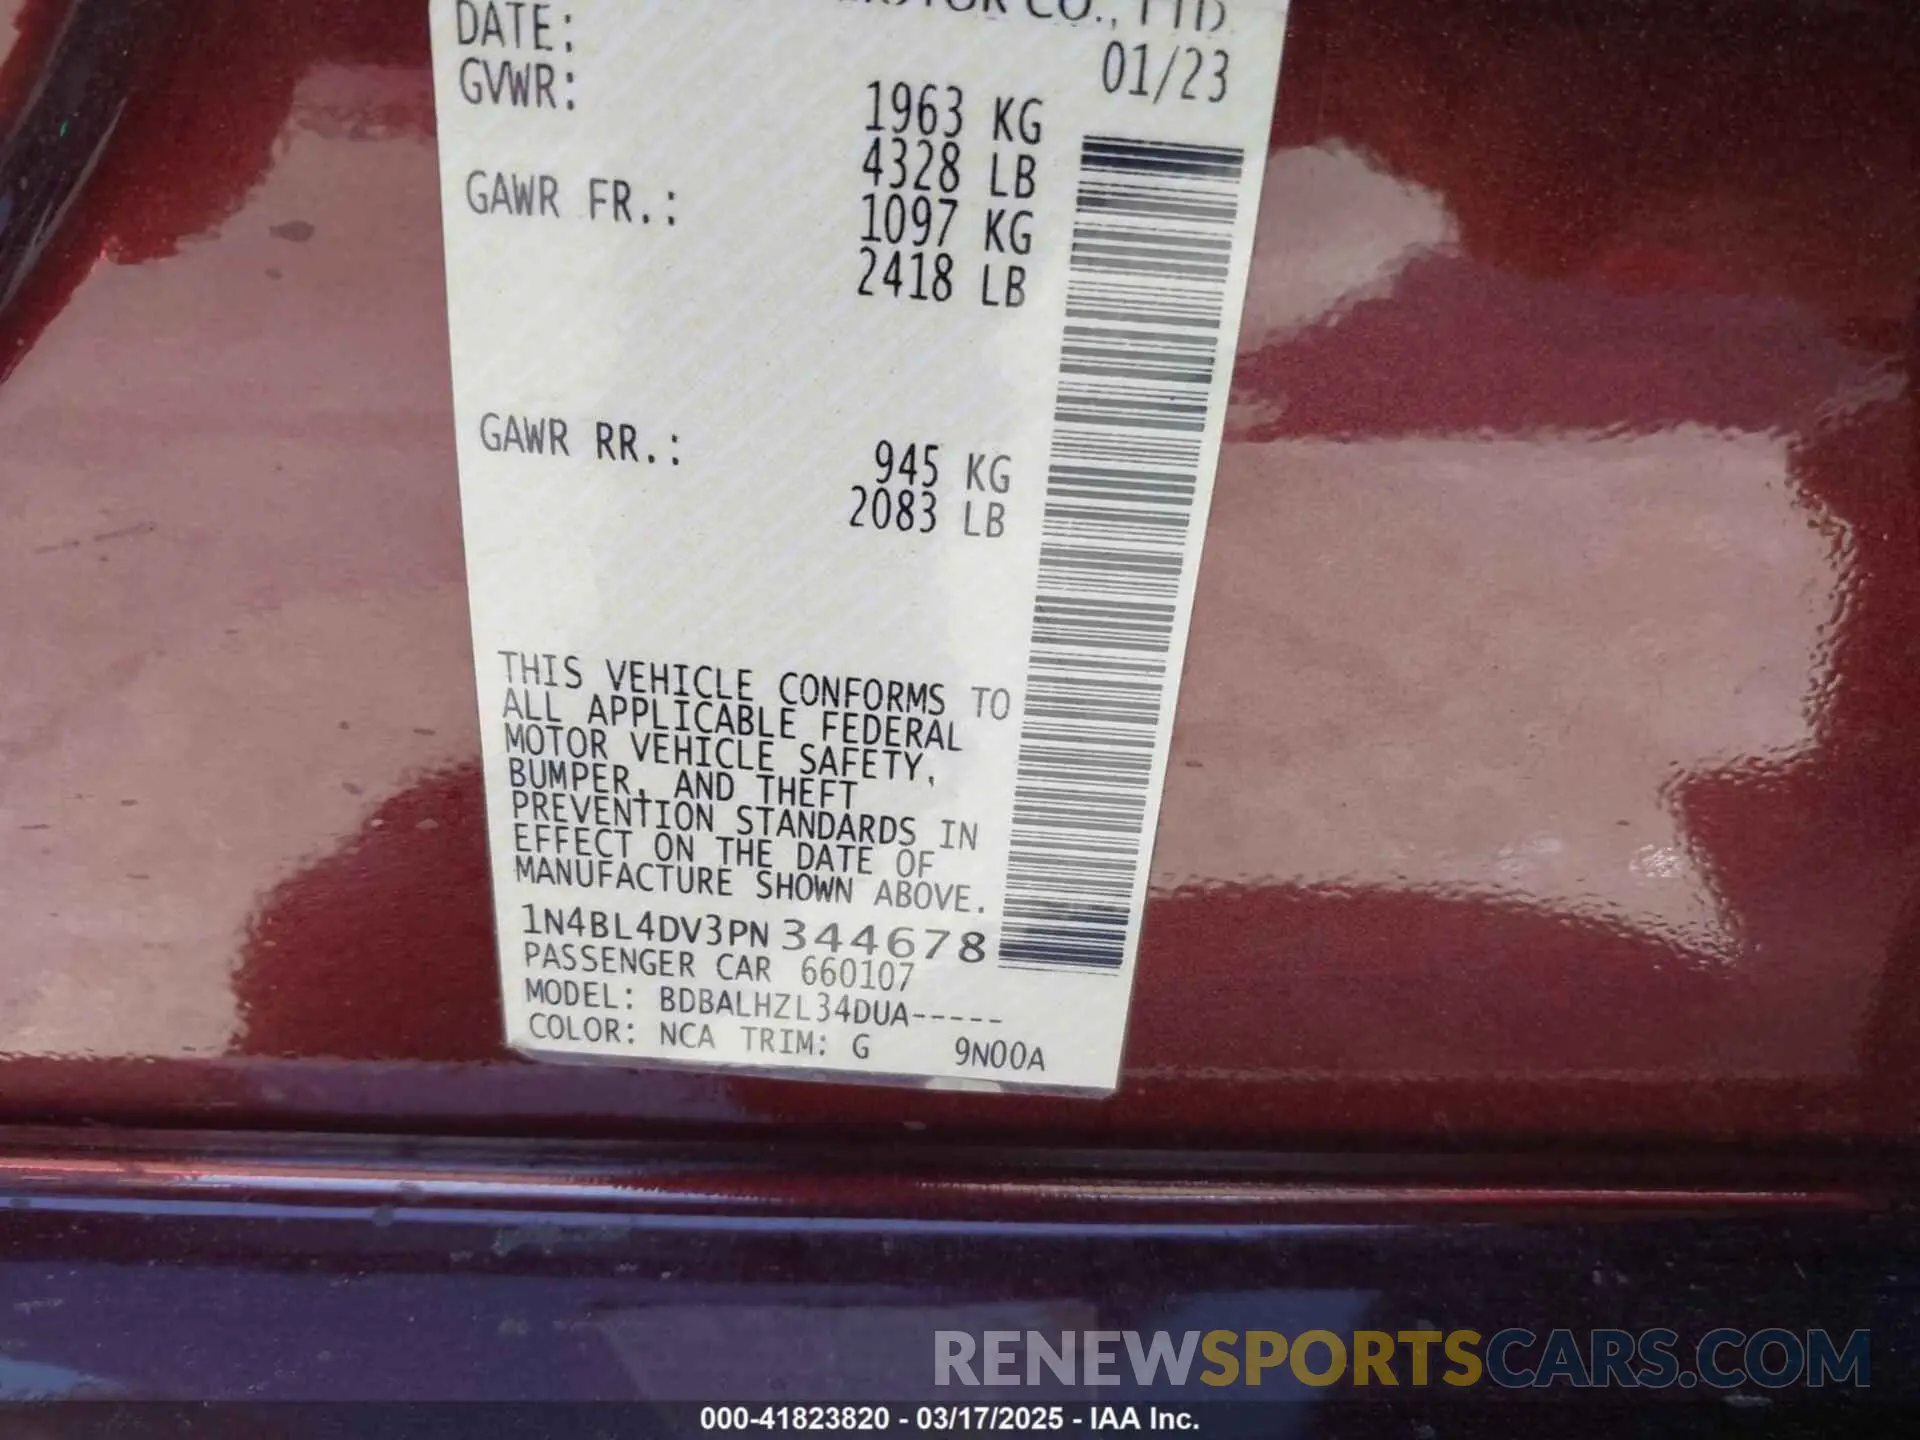 CO., LTD.
DATE: 01/23
GVWR: 1963 KG
4328 LB
GAWR FR.: 1097 KG
2418 LB
GAWR RR.: 945 KG
2083 LB
THIS VEHICLE CONFORMS TO
ALL APPLICABLE FEDERAL
MOTOR VEHICLE SAFETY,
BUMPER, AND THEFT
PREVENTION STANDARDS IN
EFFECT ON THE DATE OF
MANUFACTURE SHOWN ABOVE.
1N4BL4DV3PN344678
PASSENGER CAR 660107
MODEL: BDBALHZL34DUA-----
COLOR: NCA TRIM: G 9N00A
RENEWSPORTSCARS.COM
000-41823820 - 03/17/2025 - IAA Inc.